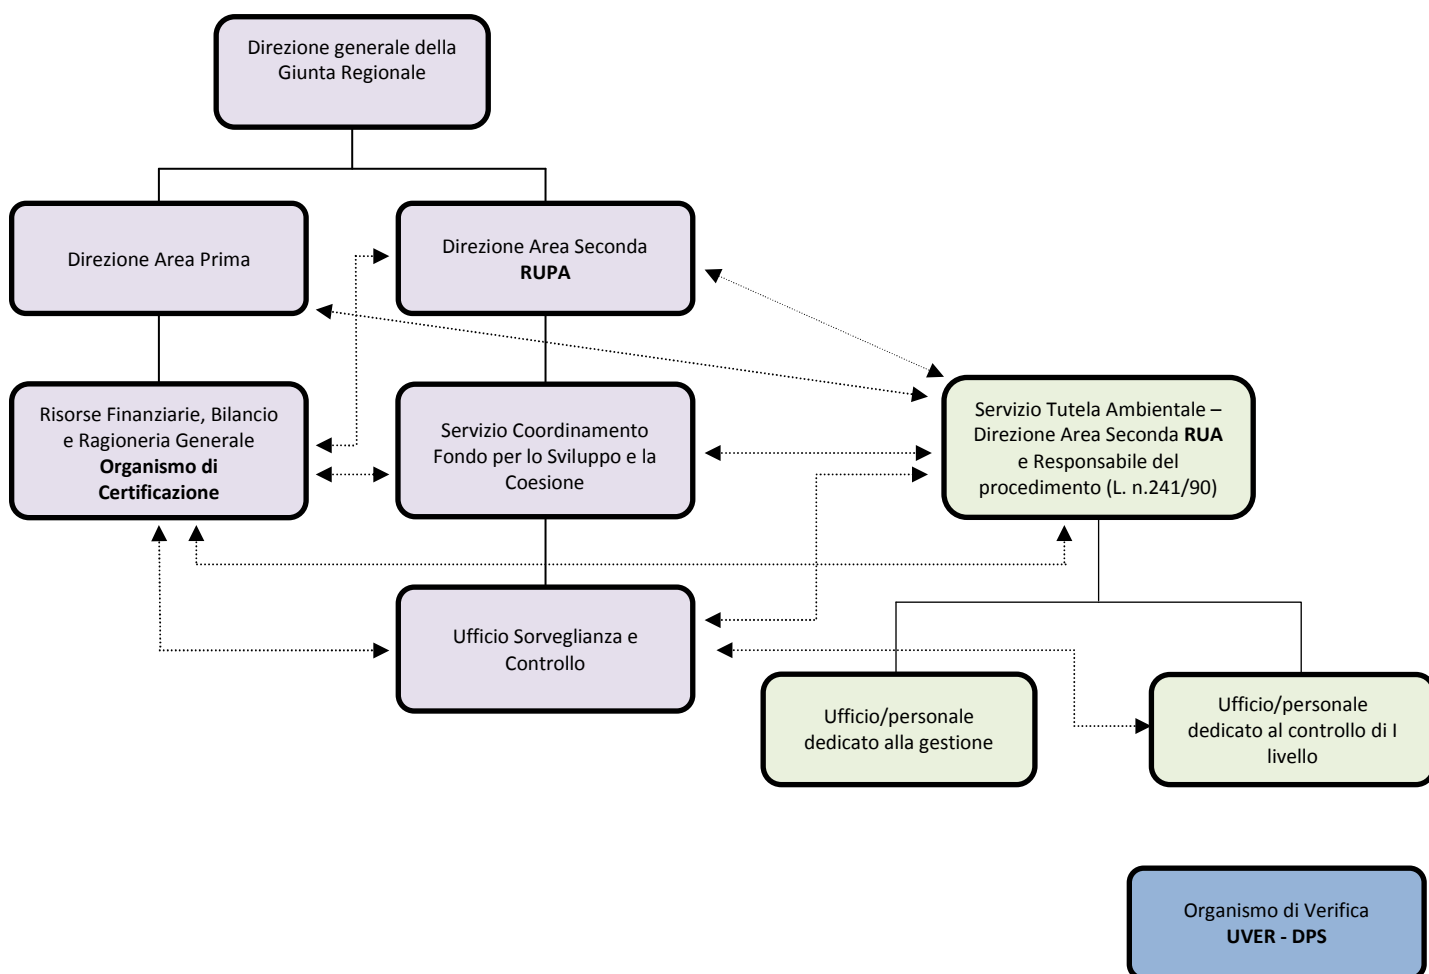 Direzione generale della
Giunta Regionale
Direzione Area Prima
Direzione Area Seconda
RUPA
Risorse Finanziarie, Bilancio
e Ragioneria Generale
Organismo di
Certificazione
Servizio Coordinamento
Fondo per lo Sviluppo e la
Coesione
Servizio Tutela Ambientale –
Direzione Area Seconda RUA
e Responsabile del
procedimento (L. n.241/90)
Ufficio Sorveglianza e
Controllo
Ufficio/personale
dedicato alla gestione
Ufficio/personale
dedicato al controllo di I
livello
Organismo di Verifica
UVER - DPS